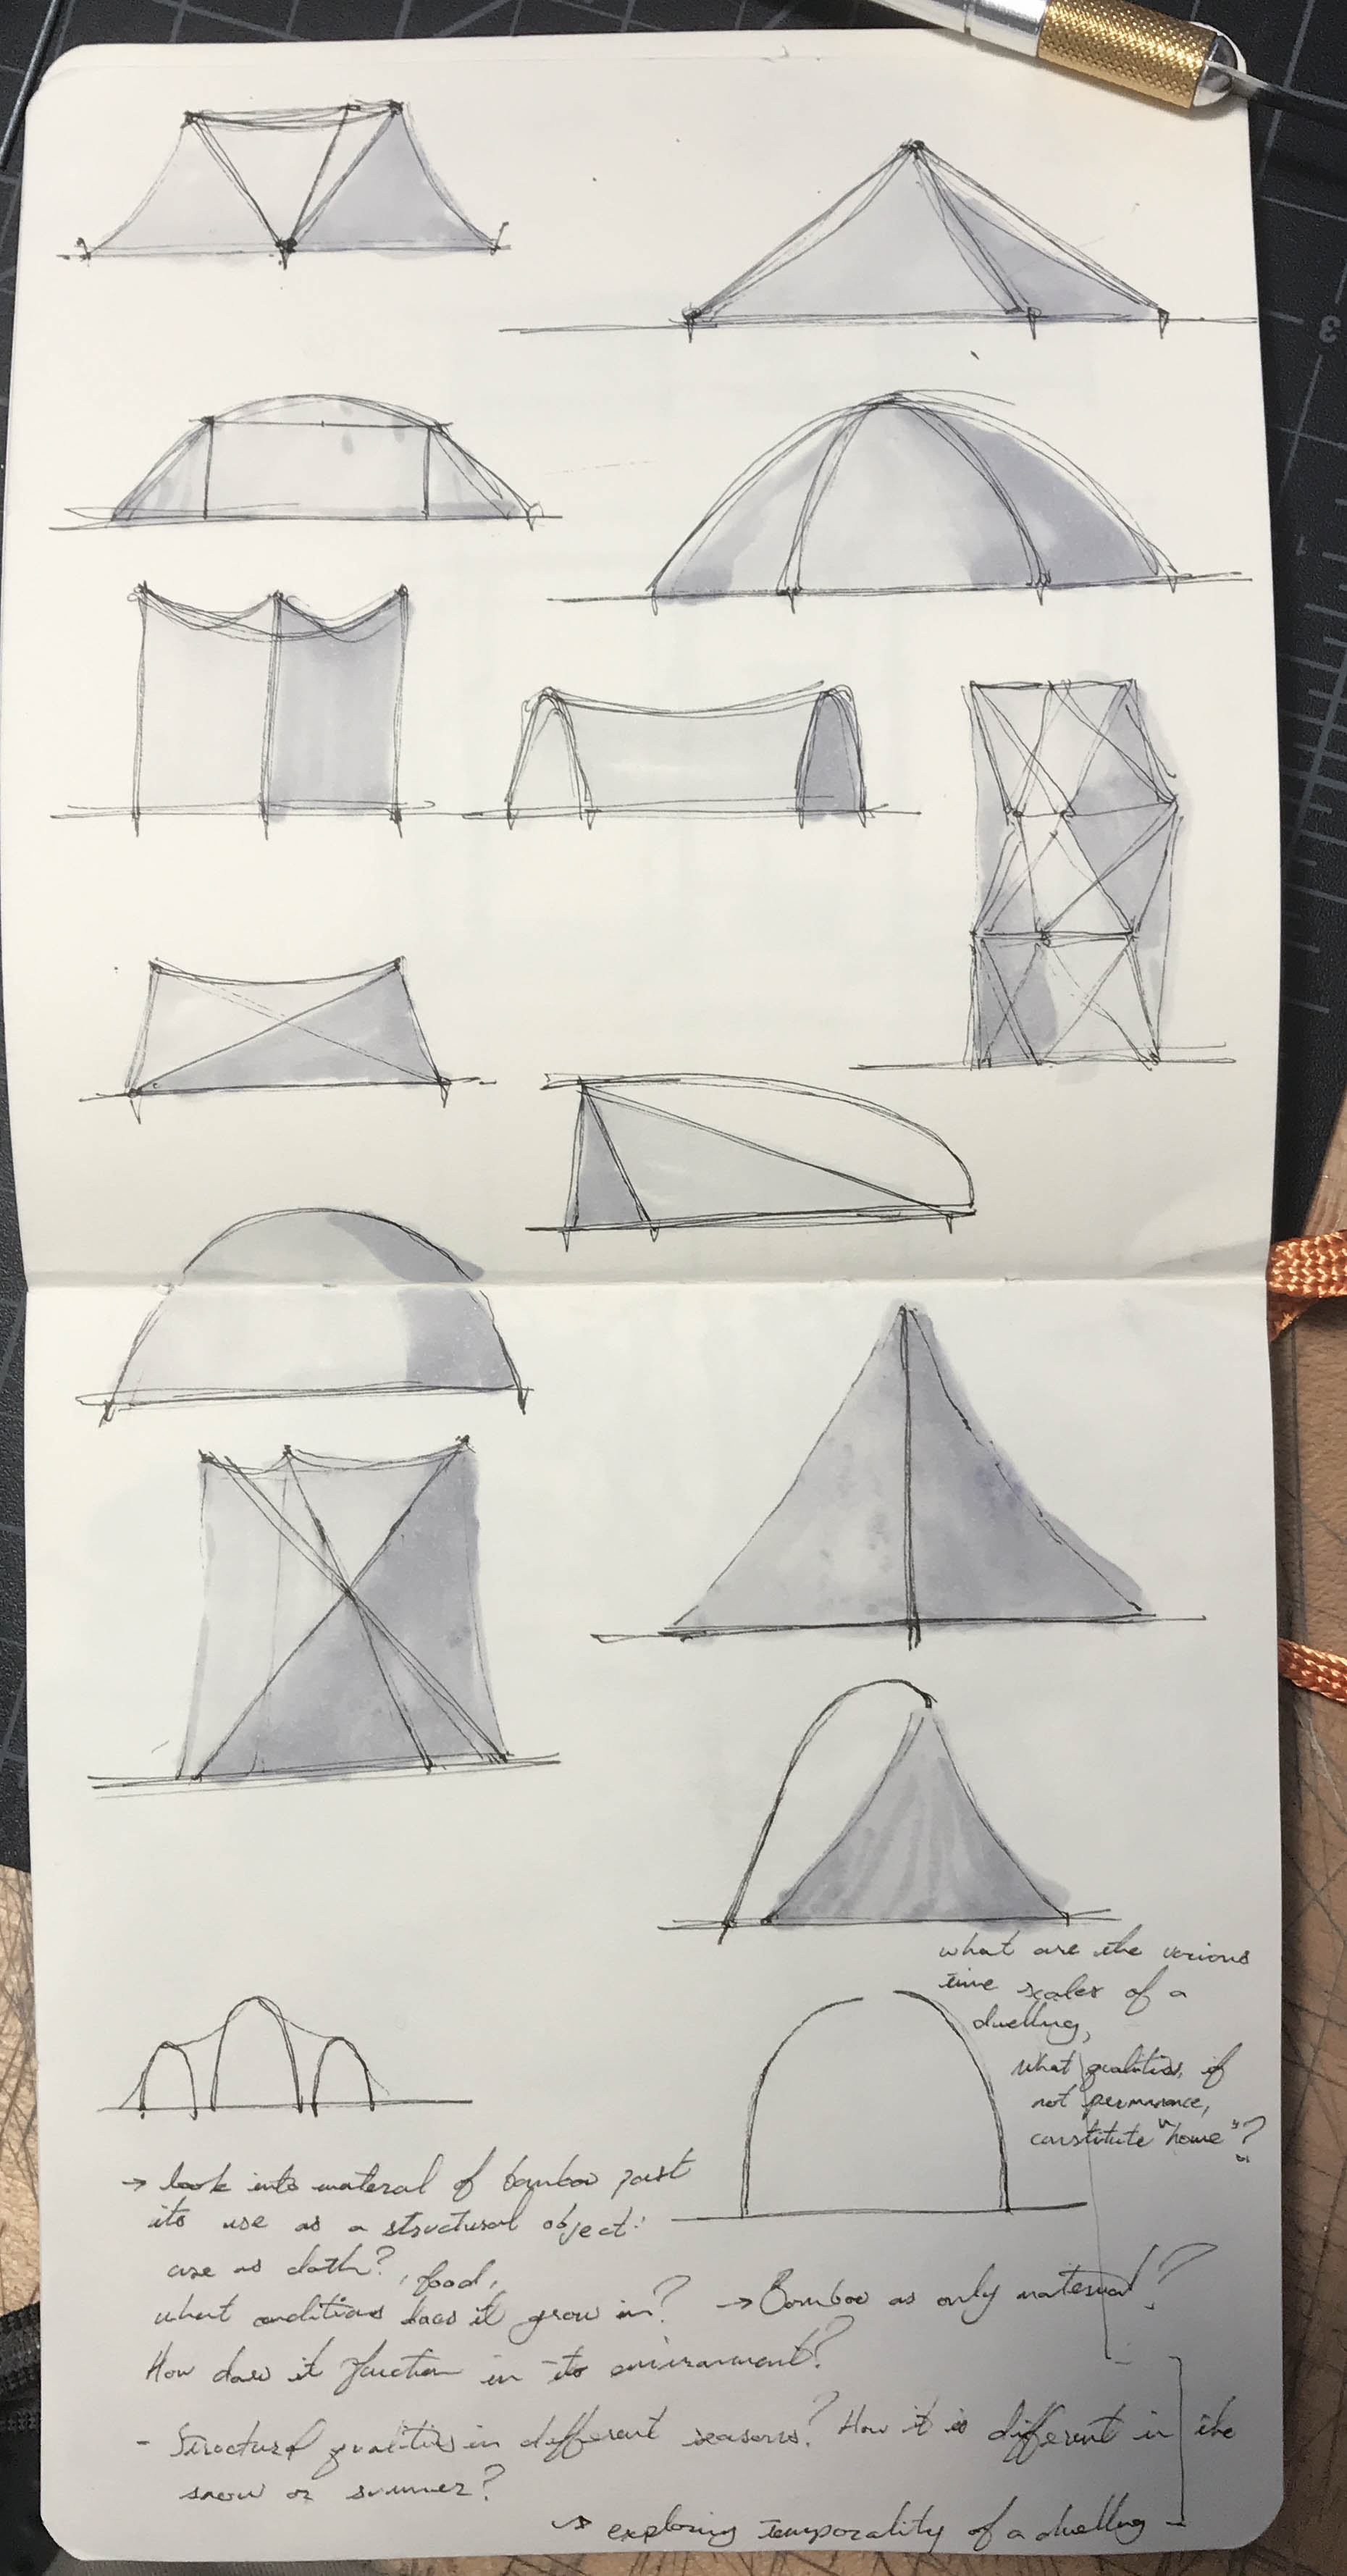 what are the various
time scales of a
dwelling,
what qualities, if
not permanence,
constitute "home"?
→ look into material of bamboo past
its use as a structural object:
use as cloth?, food,
what conditions does it grow in?
→ Bamboo as only material?
How does it function in its environment?
- Structural qualities in different seasons? How it is different in the
snow or summer?
↳ exploring temporality of a dwelling
3
1